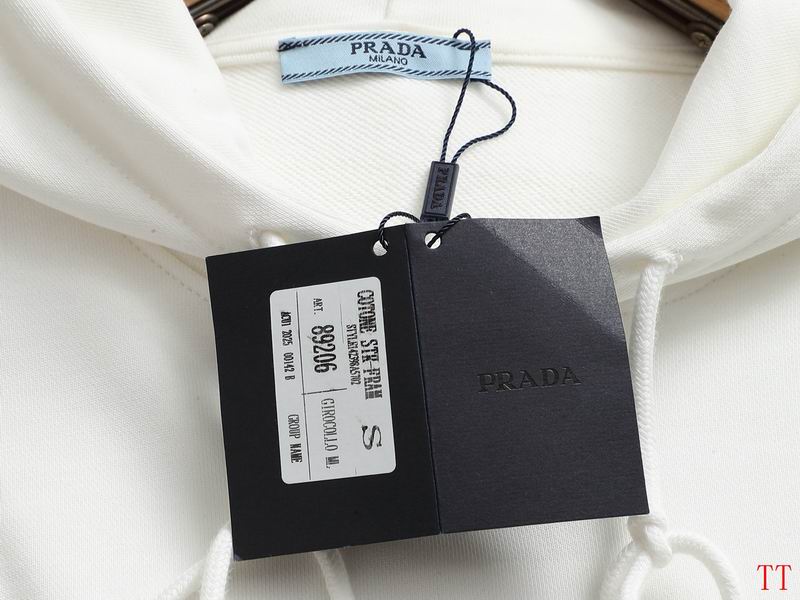 PRADA
MILANO
PRADA
COTONE STR FRAM
S
ART.
89206
GIROCOLLO ML.
GROUP NAME
PRADA
TT